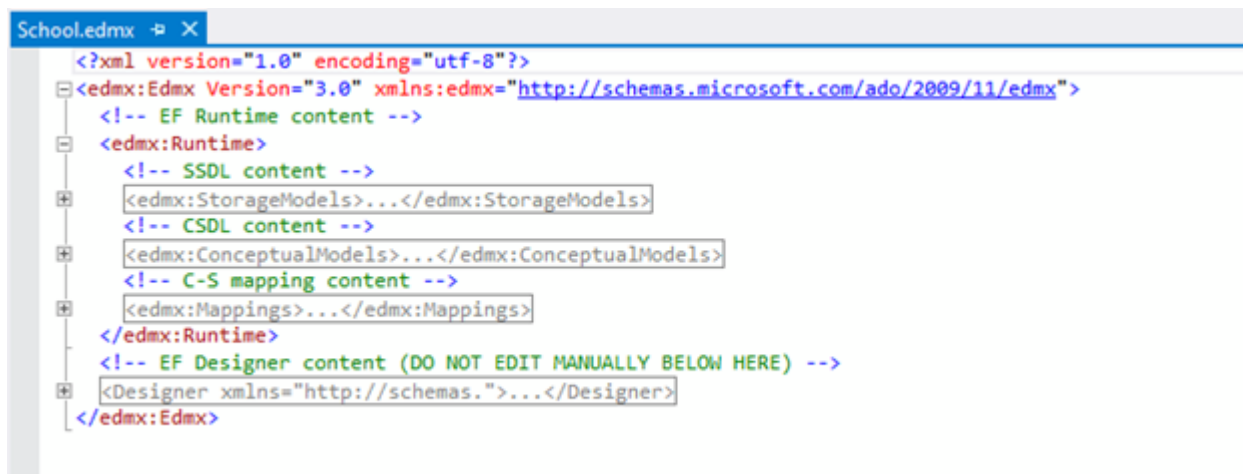 School.edmx
<?xml version="1.0" encoding="utf-8"?>
<edmx:Edmx Version="3.0" xmlns:edmx="http://schemas.microsoft.com/ado/2009/11/edmx">
<!-- EF Runtime content -->
<edmx:Runtime>
<!-- SSDL content -->
<edmx:StorageModels>...</edmx:StorageModels>
<!-- CSDL content -->
<edmx:ConceptualModels>...</edmx:ConceptualModels>
<!-- C-S mapping content -->
<edmx:Mappings>...</edmx:Mappings>
</edmx:Runtime>
<!-- EF Designer content (DO NOT EDIT MANUALLY BELOW HERE) -->
<Designer xmlns="http://schemas.">...</Designer>
</edmx:Edmx>